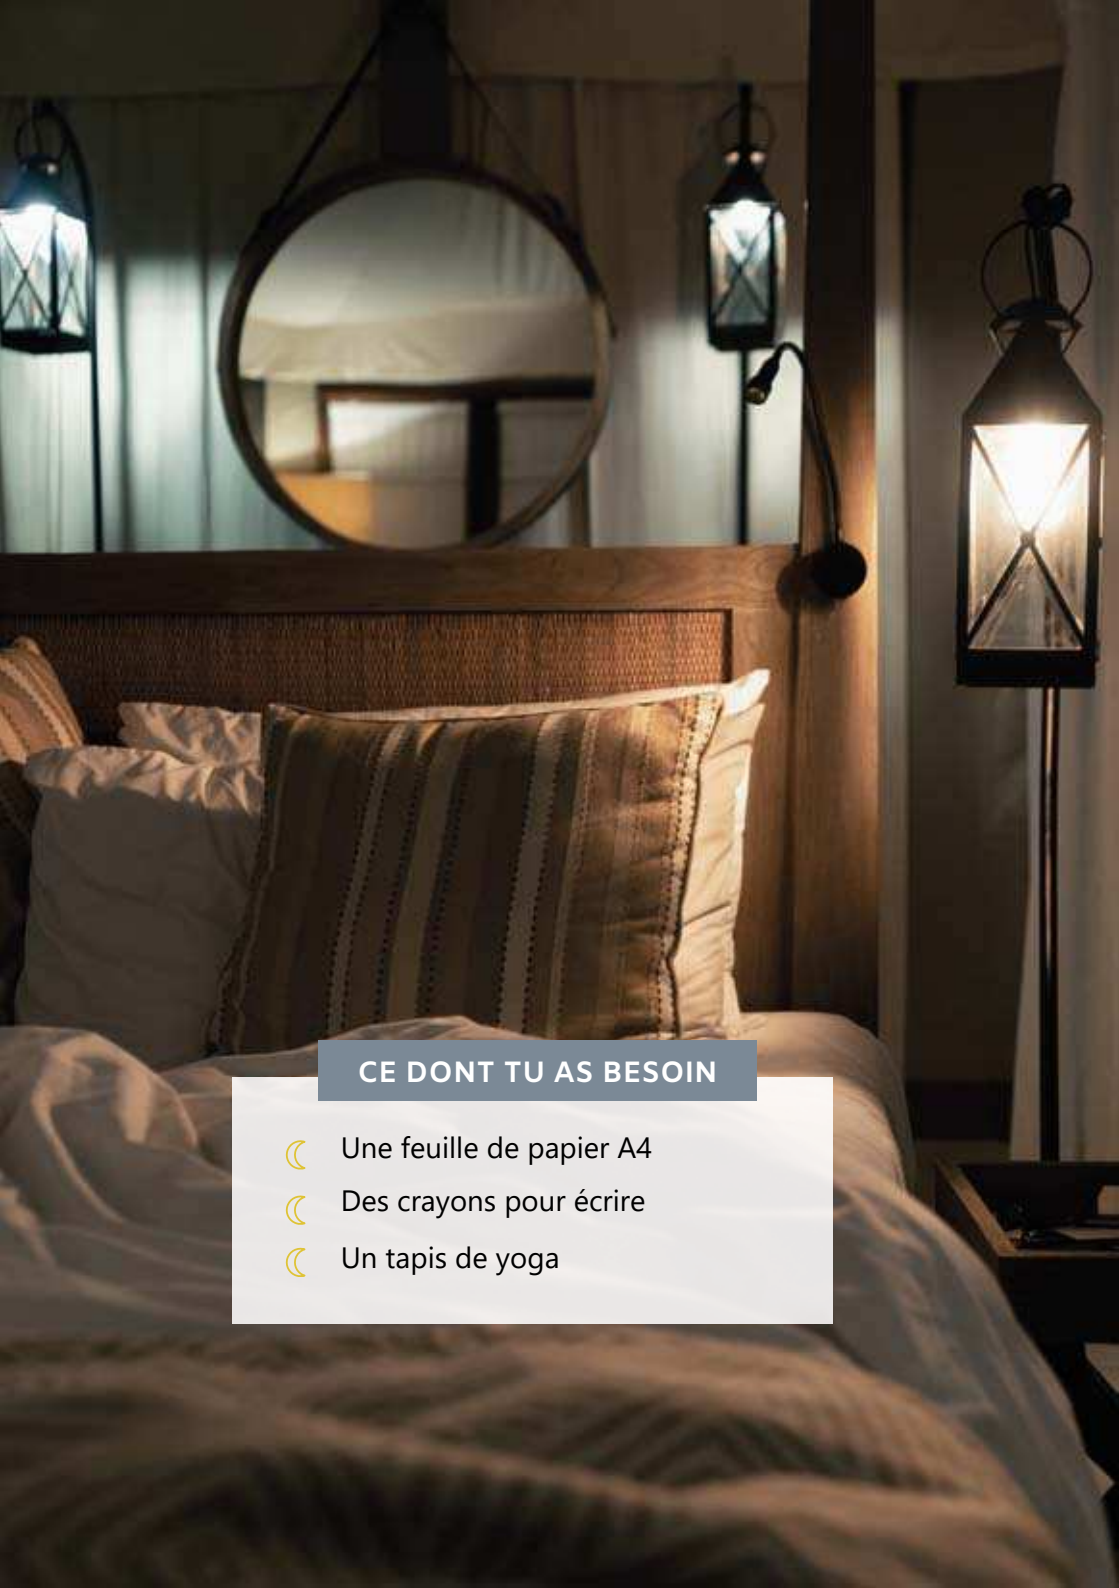 CE DONT TU AS BESOIN
Une feuille de papier A4
Des crayons pour écrire
Un tapis de yoga